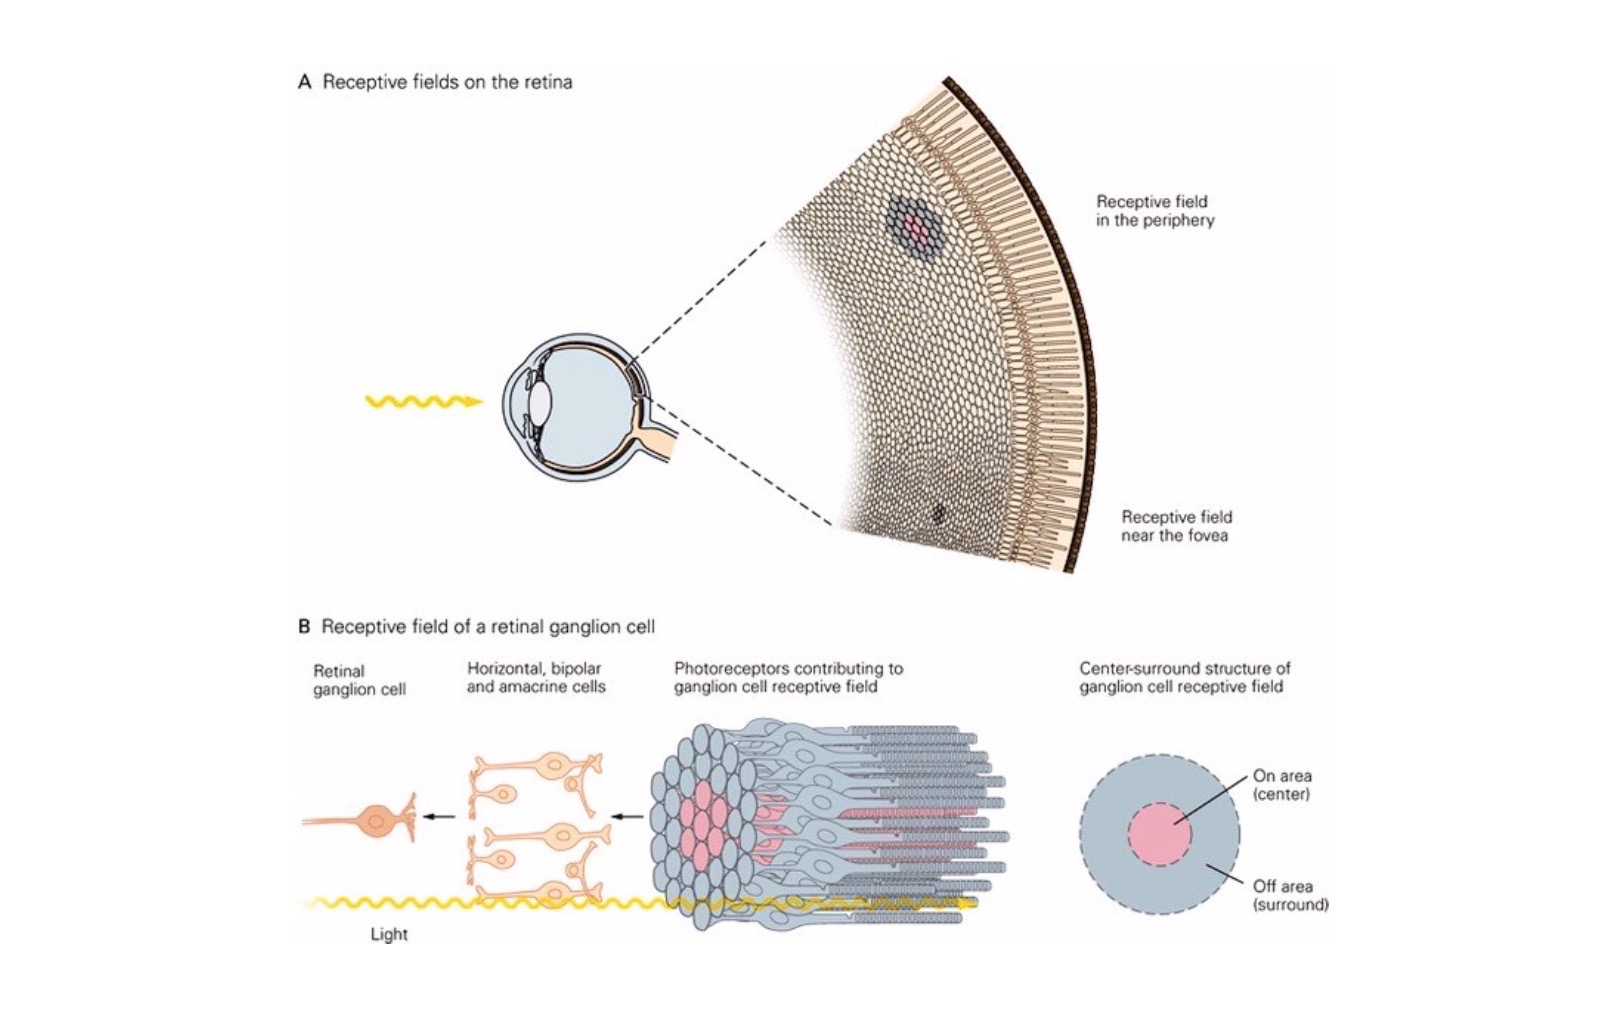 A Receptive fields on the retina
Receptive field
in the periphery
Receptive field
near the fovea
B Receptive field of a retinal ganglion cell
Retinal
ganglion cell
Horizontal, bipolar
and amacrine cells
Photoreceptors contributing to
ganglion cell receptive field
Center-surround structure of
ganglion cell receptive field
On area
(center)
Off area
(surround)
Light